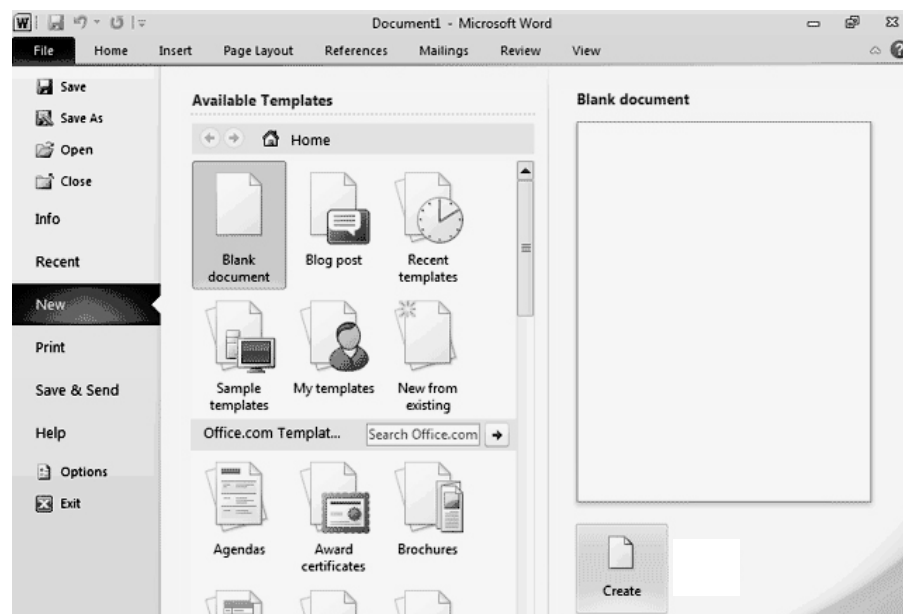 Document1 - Microsoft Word
File Home Insert Page Layout References Mailings Review View
Save
Save As
Open
Close
Info
Recent
New
Print
Save & Send
Help
Options
Exit
Available Templates
Home
Blank
document
Blog post
Recent
templates
Sample
templates
My templates
New from
existing
Office.com Templat...
Search Office.com
Agendas
Award
certificates
Brochures
Blank document
Create